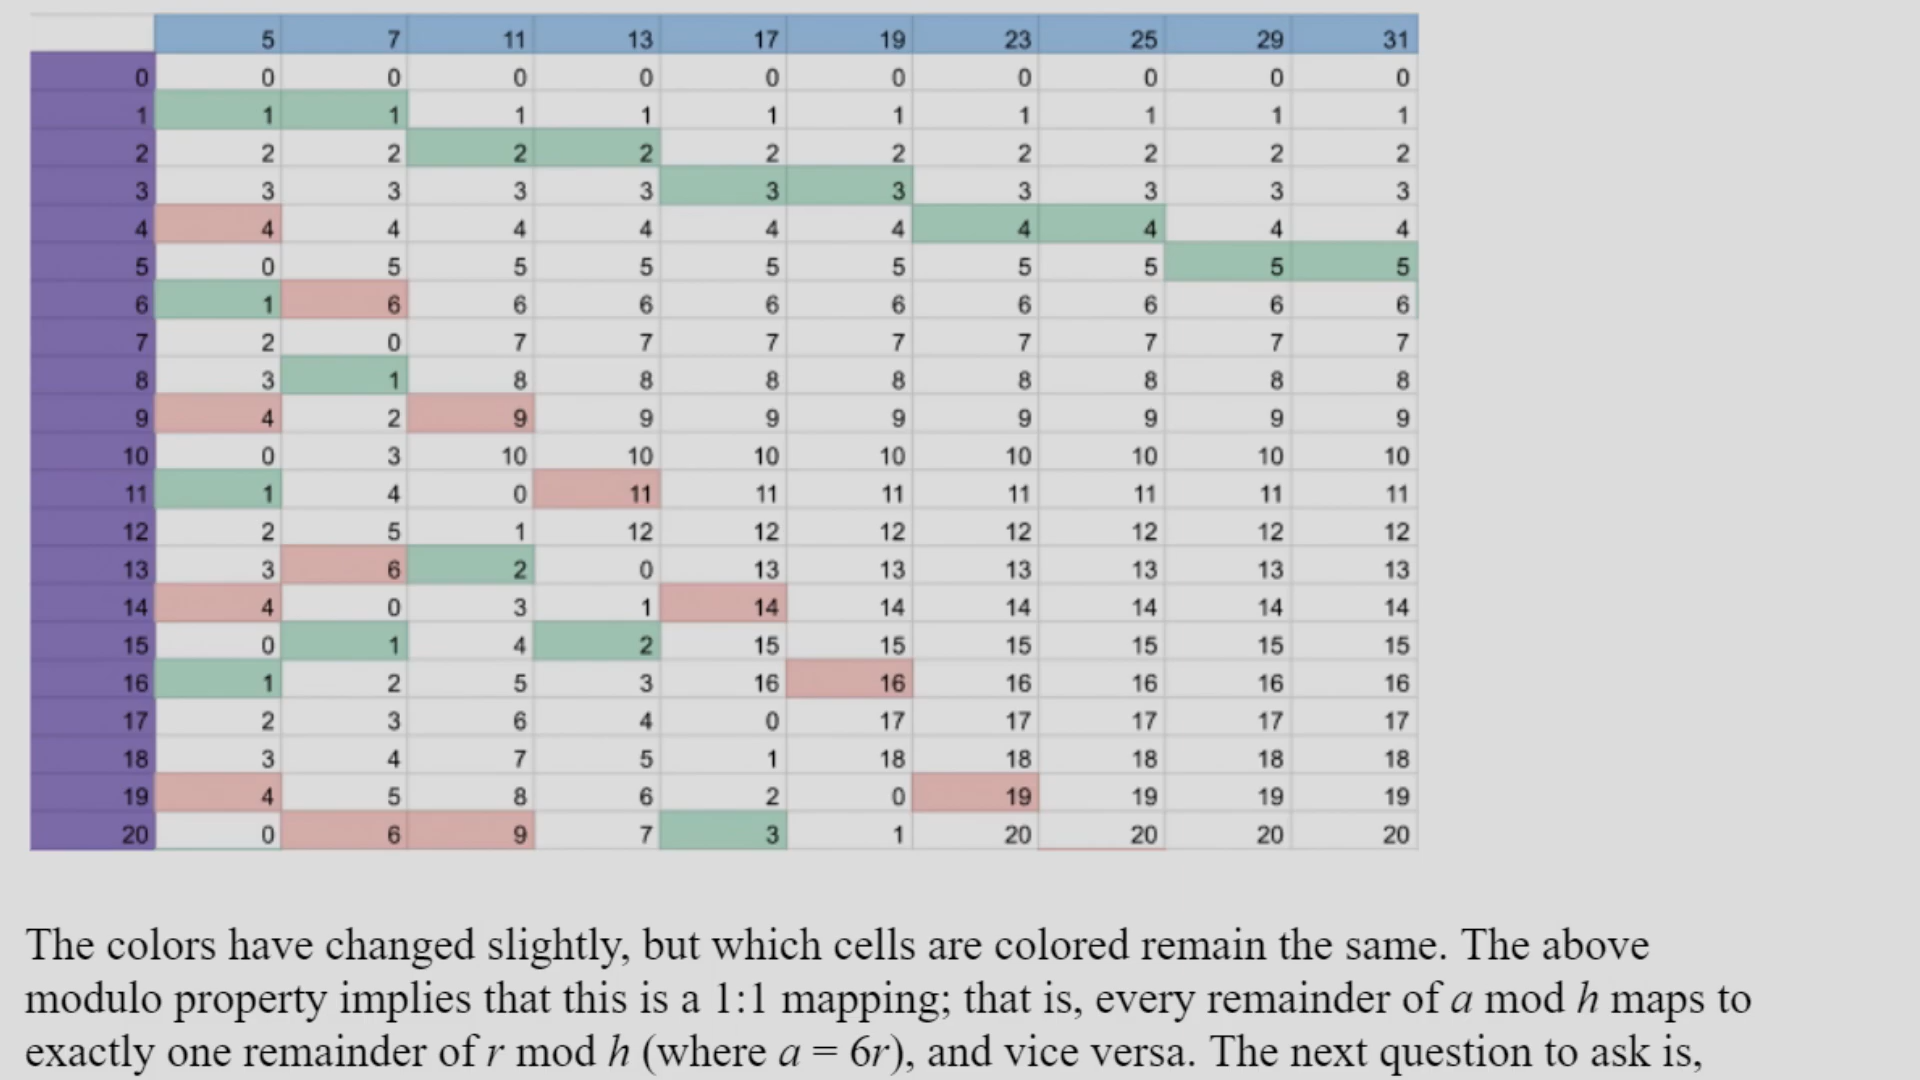 5 7 11 13 17 19 23 25 29 31
0 0 0 0 0 0 0 0 0 0 0
1 1 1 1 1 1 1 1 1 1 1
2 2 2 2 2 2 2 2 2 2 2
3 3 3 3 3 3 3 3 3 3 3
4 4 4 4 4 4 4 4 4 4 4
5 0 5 5 5 5 5 5 5 5 5
6 1 6 6 6 6 6 6 6 6 6
7 2 0 7 7 7 7 7 7 7 7
8 3 1 8 8 8 8 8 8 8 8
9 4 2 9 9 9 9 9 9 9 9
10 0 3 10 10 10 10 10 10 10 10
11 1 4 0 11 11 11 11 11 11 11
12 2 5 1 12 12 12 12 12 12 12
13 3 6 2 0 13 13 13 13 13 13
14 4 0 3 1 14 14 14 14 14 14
15 0 1 4 2 15 15 15 15 15 15
16 1 2 5 3 16 16 16 16 16 16
17 2 3 6 4 0 17 17 17 17 17
18 3 4 7 5 1 18 18 18 18 18
19 4 5 8 6 2 0 19 19 19 19
20 0 6 9 7 3 1 20 20 20 20
The colors have changed slightly, but which cells are colored remain the same. The above
modulo property implies that this is a 1:1 mapping; that is, every remainder of a mod h maps to
exactly one remainder of r mod h (where a = 6r), and vice versa. The next question to ask is,